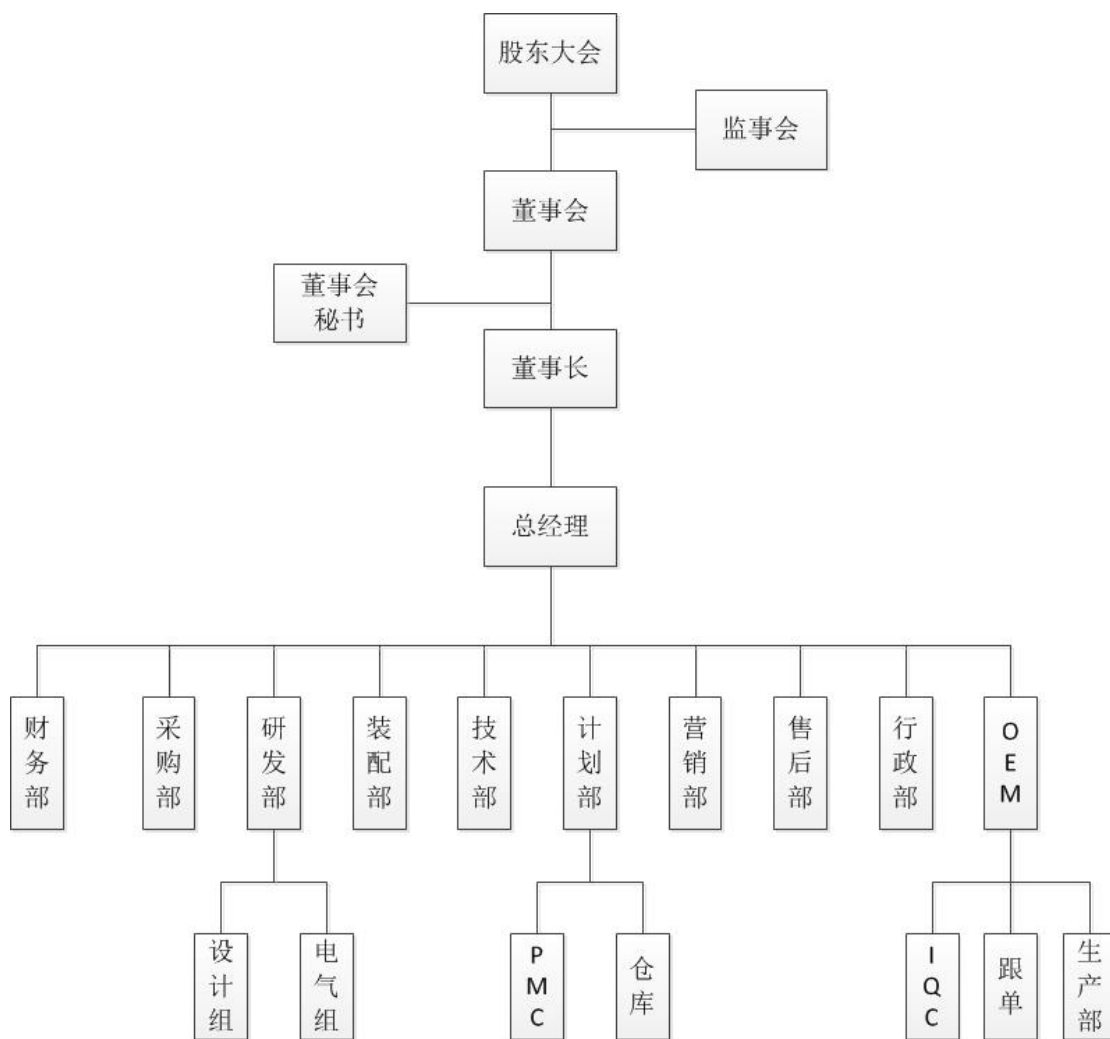 股东大会
监事会
董事会
董事会
秘书
董事长
总经理
财务部
采购部
研发部
装配部
技术部
计划部
营销部
售后部
行政部
OEM
设计组
电气组
PMC
仓库
IQC
跟单
生产部